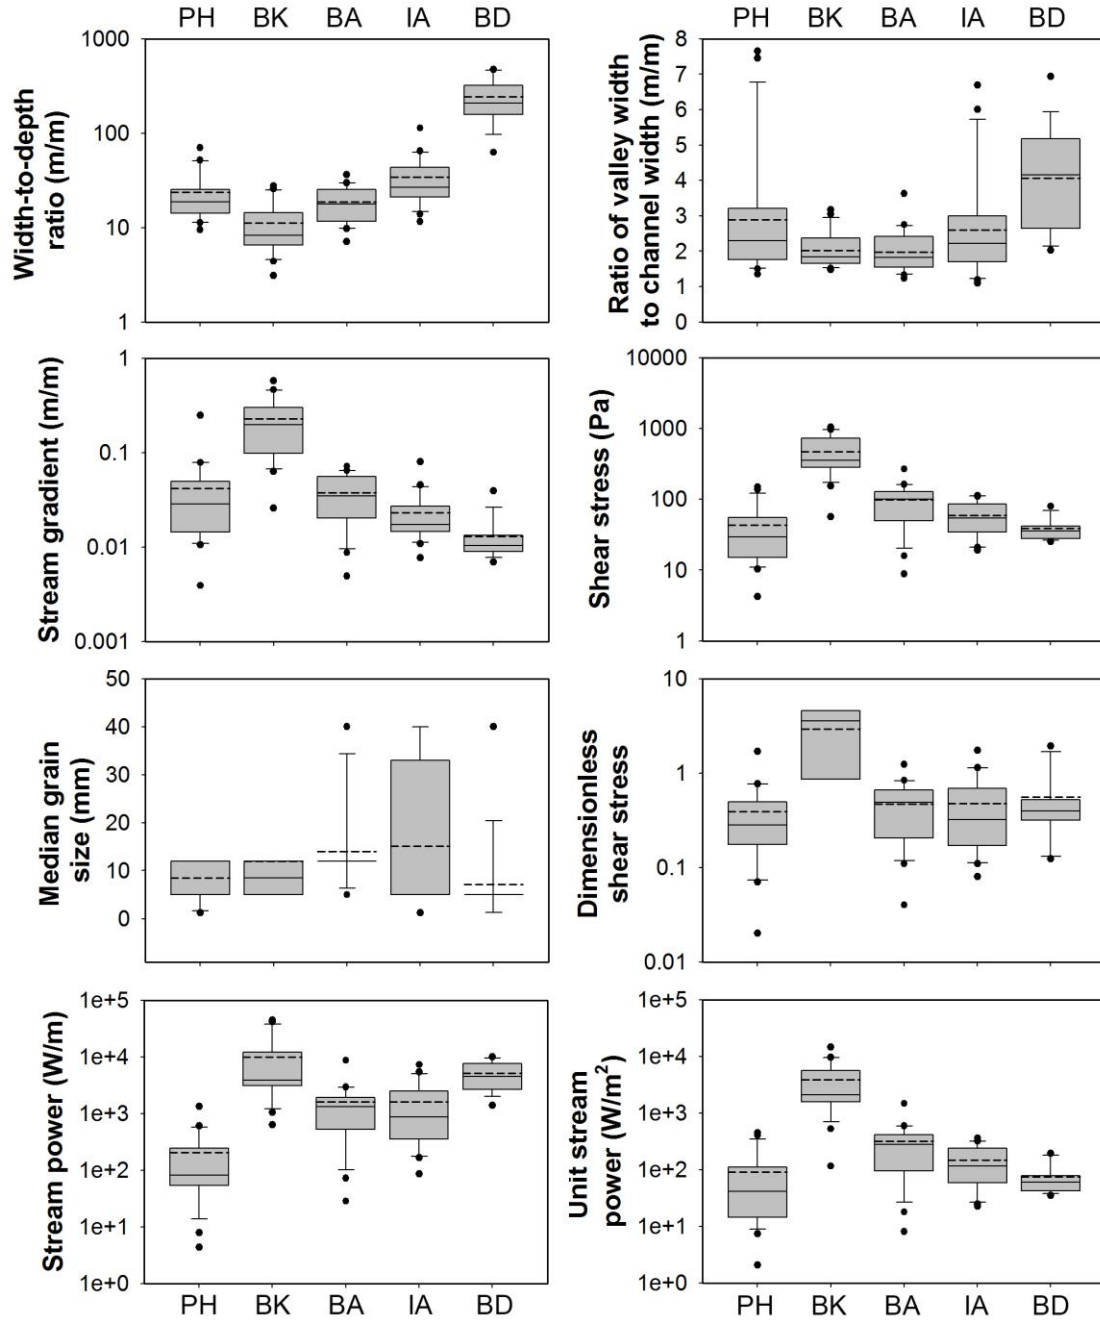 PH BK BA IA BD
PH BK BA IA BD
Width-to-depth
ratio (m/m)
1000
100
10
1
Ratio of valley width
to channel width (m/m)
8
7
6
5
4
3
2
1
0
Stream gradient (m/m)
1
0.1
0.01
0.001
Shear stress (Pa)
10000
1000
100
10
1
Median grain
size (mm)
50
40
30
20
10
0
Dimensionless
shear stress
10
1
0.1
0.01
Stream power (W/m)
1e+5
1e+4
1e+3
1e+2
1e+1
1e+0
Unit stream
power (W/m²)
1e+5
1e+4
1e+3
1e+2
1e+1
1e+0
PH BK BA IA BD
PH BK BA IA BD